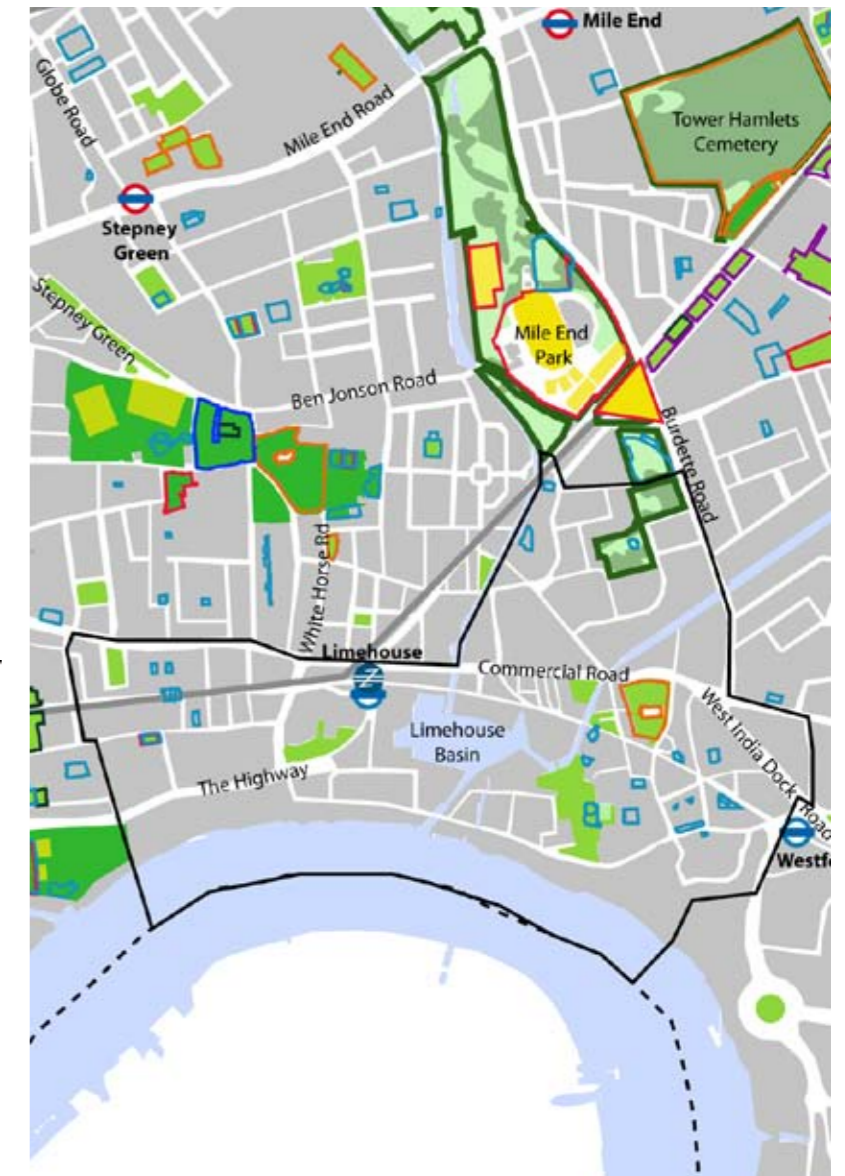 Mile End
Globe Road
Mile End Road
Tower Hamlets
Cemetery
Stepney
Green
Stepney Green
Mile End
Park
Ben Jonson Road
Burdette Road
White Horse Rd
Limehouse
Commercial Road
West India Dock Road
Limehouse
Basin
The Highway
Westf